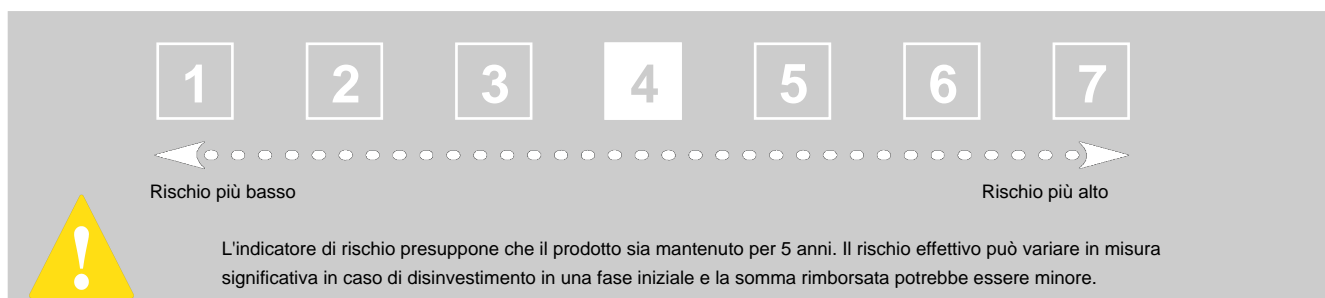 1 2 3 4 5 6 7
Rischio più basso Rischio più alto
!
L'indicatore di rischio presuppone che il prodotto sia mantenuto per 5 anni. Il rischio effettivo può variare in misura
significativa in caso di disinvestimento in una fase iniziale e la somma rimborsata potrebbe essere minore.